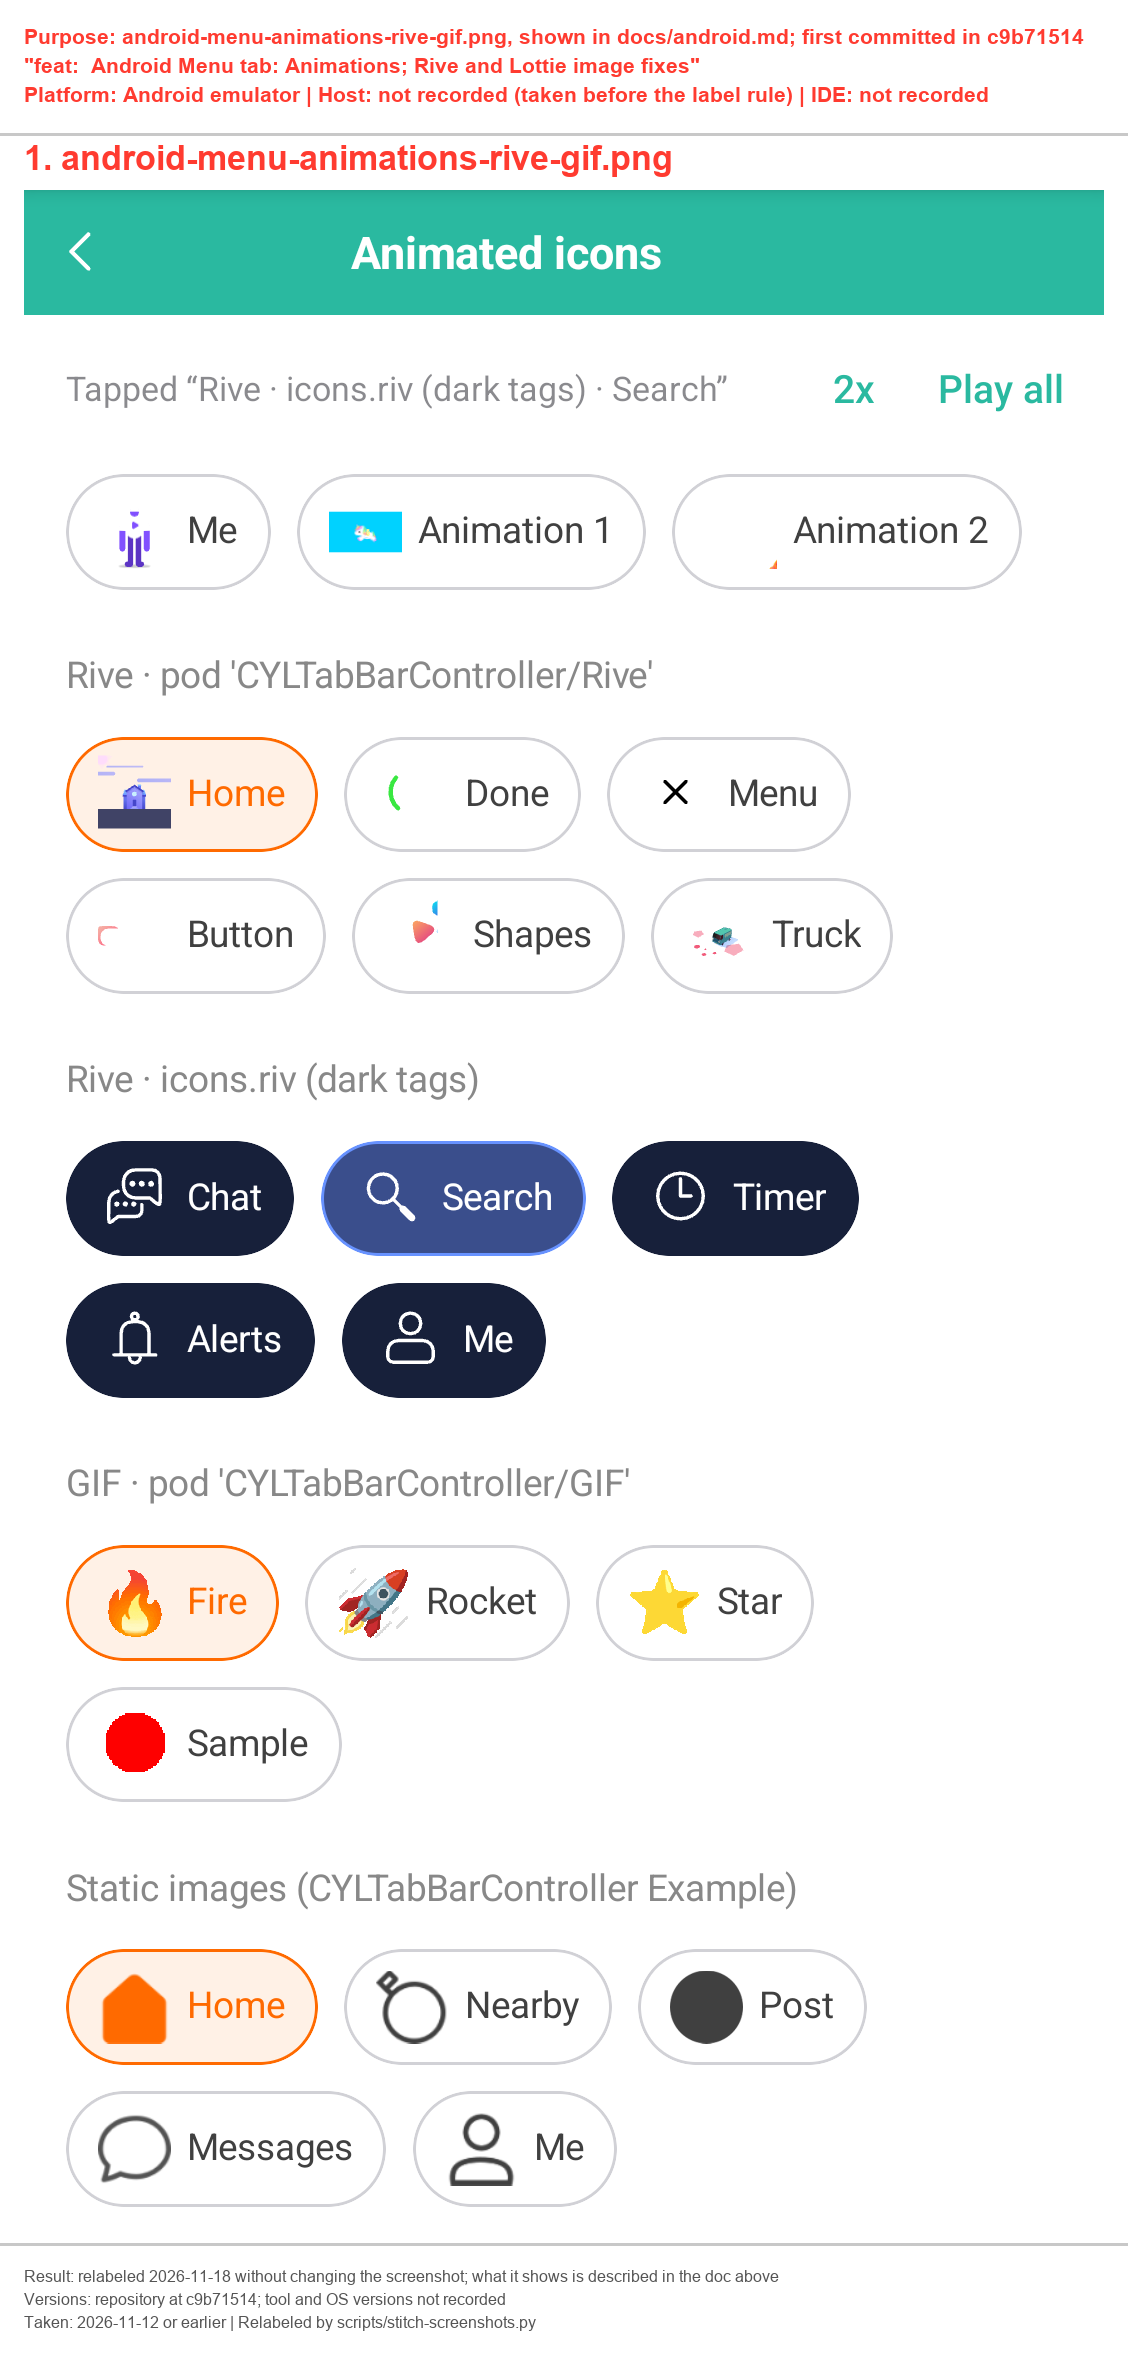 Purpose: android-menu-animations-rive-gif.png, shown in docs/android.md; first committed in c9b71514
"feat:  Android Menu tab: Animations; Rive and Lottie image fixes"
Platform: Android emulator | Host: not recorded (taken before the label rule) | IDE: not recorded
1. android-menu-animations-rive-gif.png
Animated icons
Tapped “Rive · icons.riv (dark tags) · Search” 2x Play all
Me Animation 1 Animation 2
Rive · pod 'CYLTabBarController/Rive'
Home Done Menu
Button Shapes Truck
Rive · icons.riv (dark tags)
Chat Search Timer
Alerts Me
GIF · pod 'CYLTabBarController/GIF'
Fire Rocket Star
Sample
Static images (CYLTabBarController Example)
Home Nearby Post
Messages Me
Result: relabeled 2026-11-18 without changing the screenshot; what it shows is described in the doc above
Versions: repository at c9b71514; tool and OS versions not recorded
Taken: 2026-11-12 or earlier | Relabeled by scripts/stitch-screenshots.py